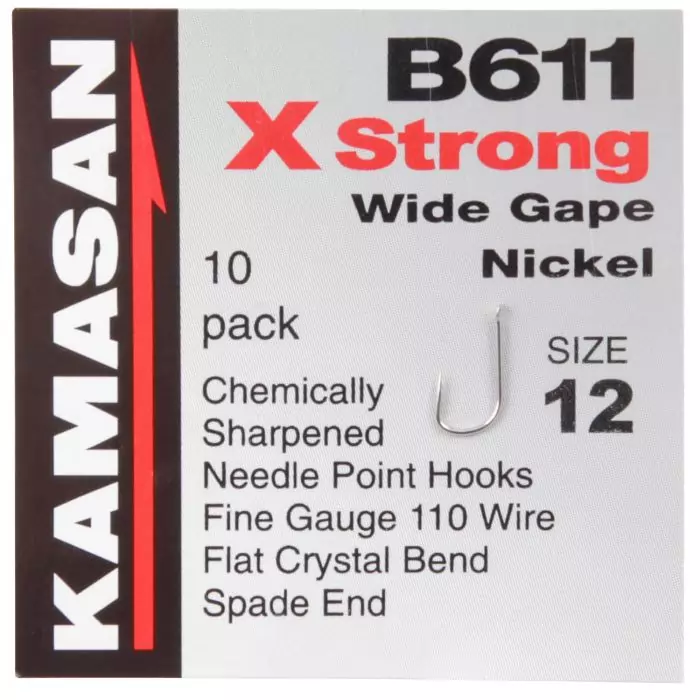 KAMASAN
B611
X Strong
Wide Gape
Nickel
10
pack
SIZE
12
Chemically
Sharpened
Needle Point Hooks
Fine Gauge 110 Wire
Flat Crystal Bend
Spade End